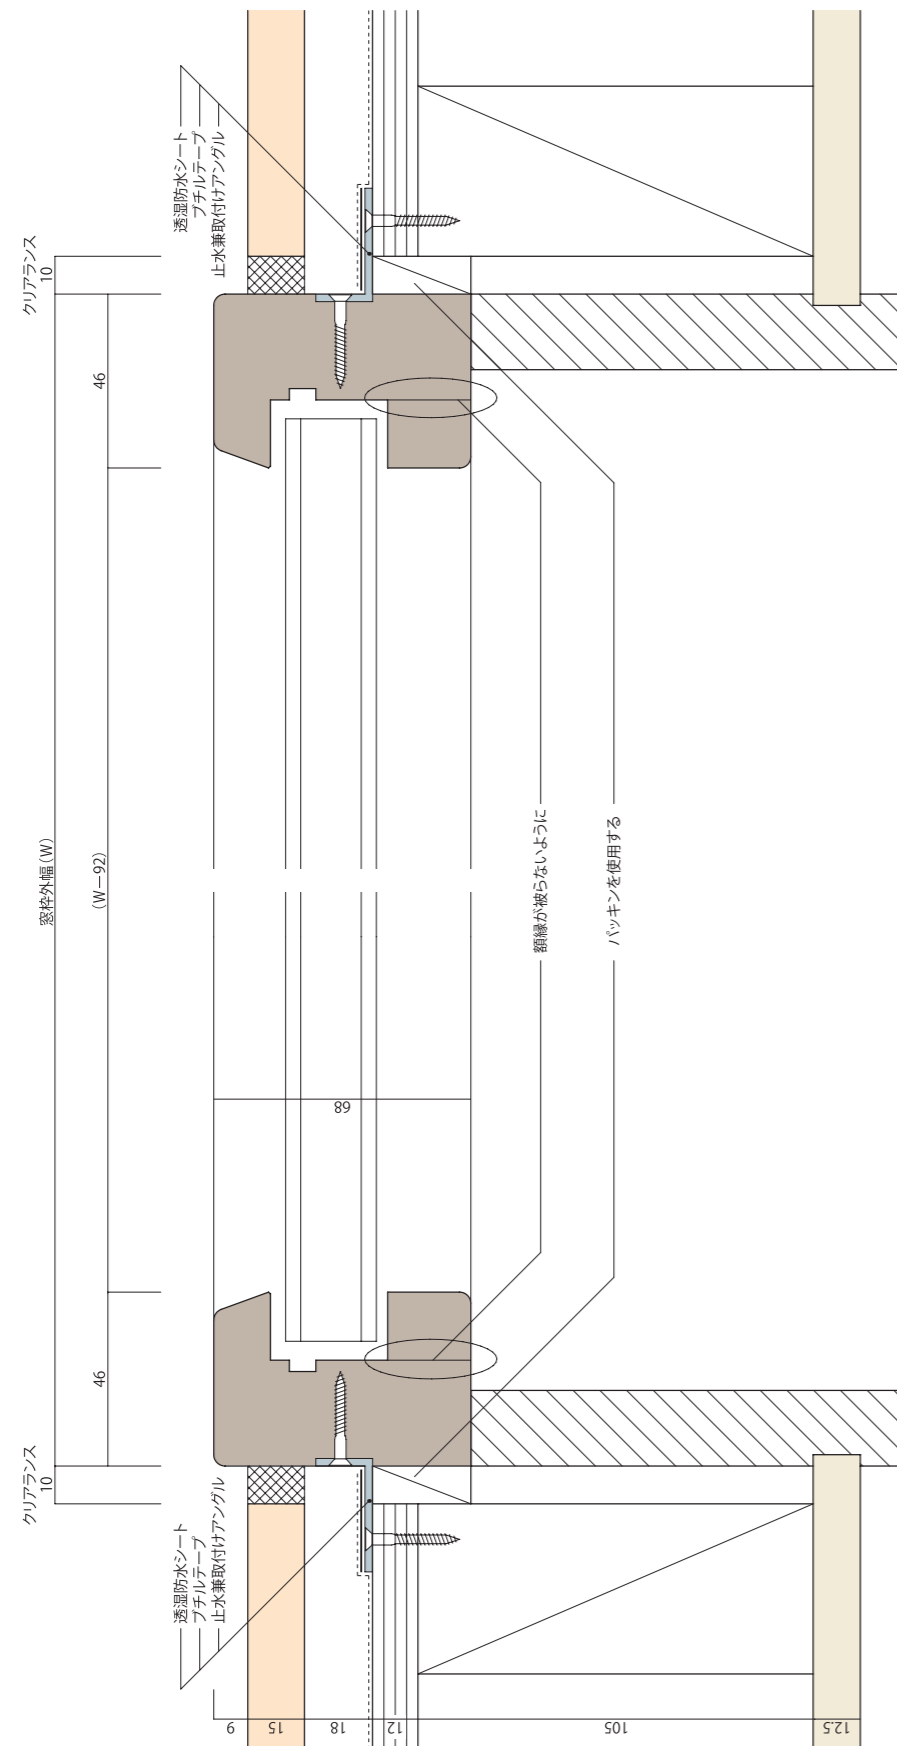 クリアランス
10
46
窓枠外幅(W)
(W−92)
46
クリアランス
10
透湿防水シート
ブチルテープ
止水兼取付けアングル
透湿防水シート
ブチルテープ
止水兼取付けアングル
68
額縁が被らないように
パッキンを使用する
9
15
18
12
105
12.5